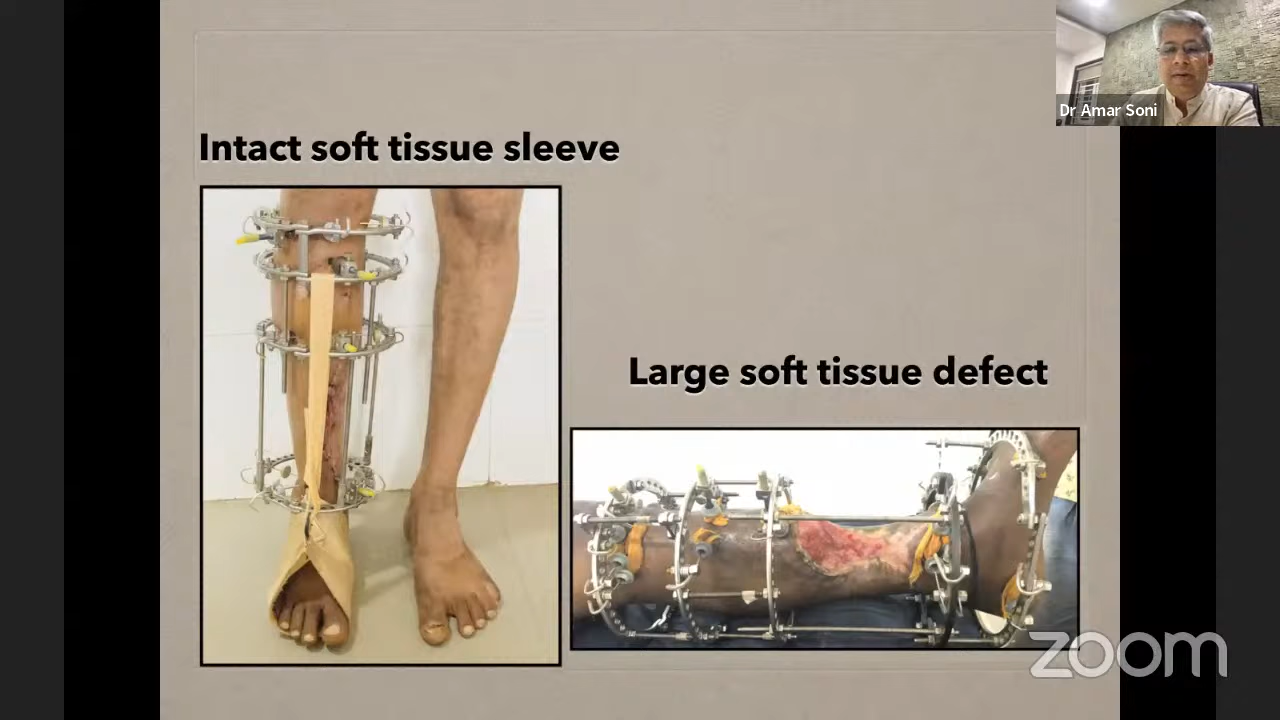 Dr Amar Soni
Intact soft tissue sleeve
Large soft tissue defect
zoom